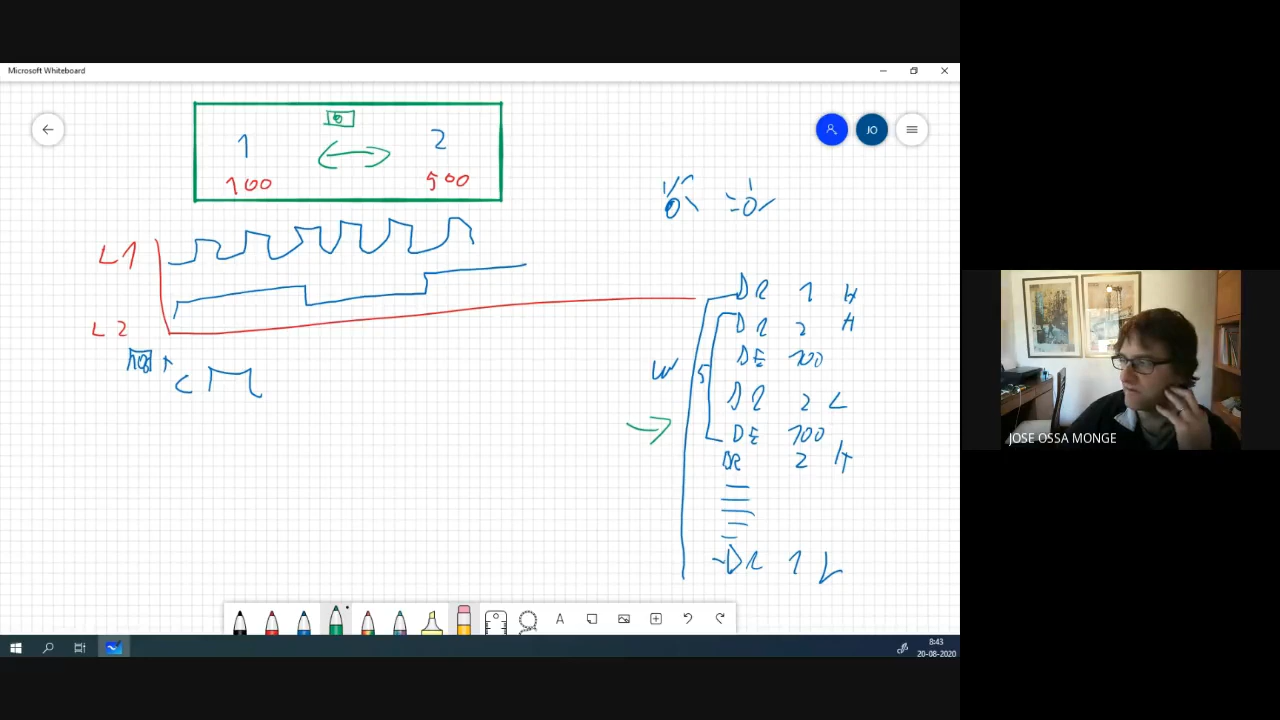 Microsoft Whiteboard
1 2
100 500
JO
L1
L2
DR 1 H
DR 2 H
DE 100
W 5
DR 2 L
DE 100
DR 2 H
DR 1 L
C
A
JOSE OSSA MONGE
8:43
20-08-2020